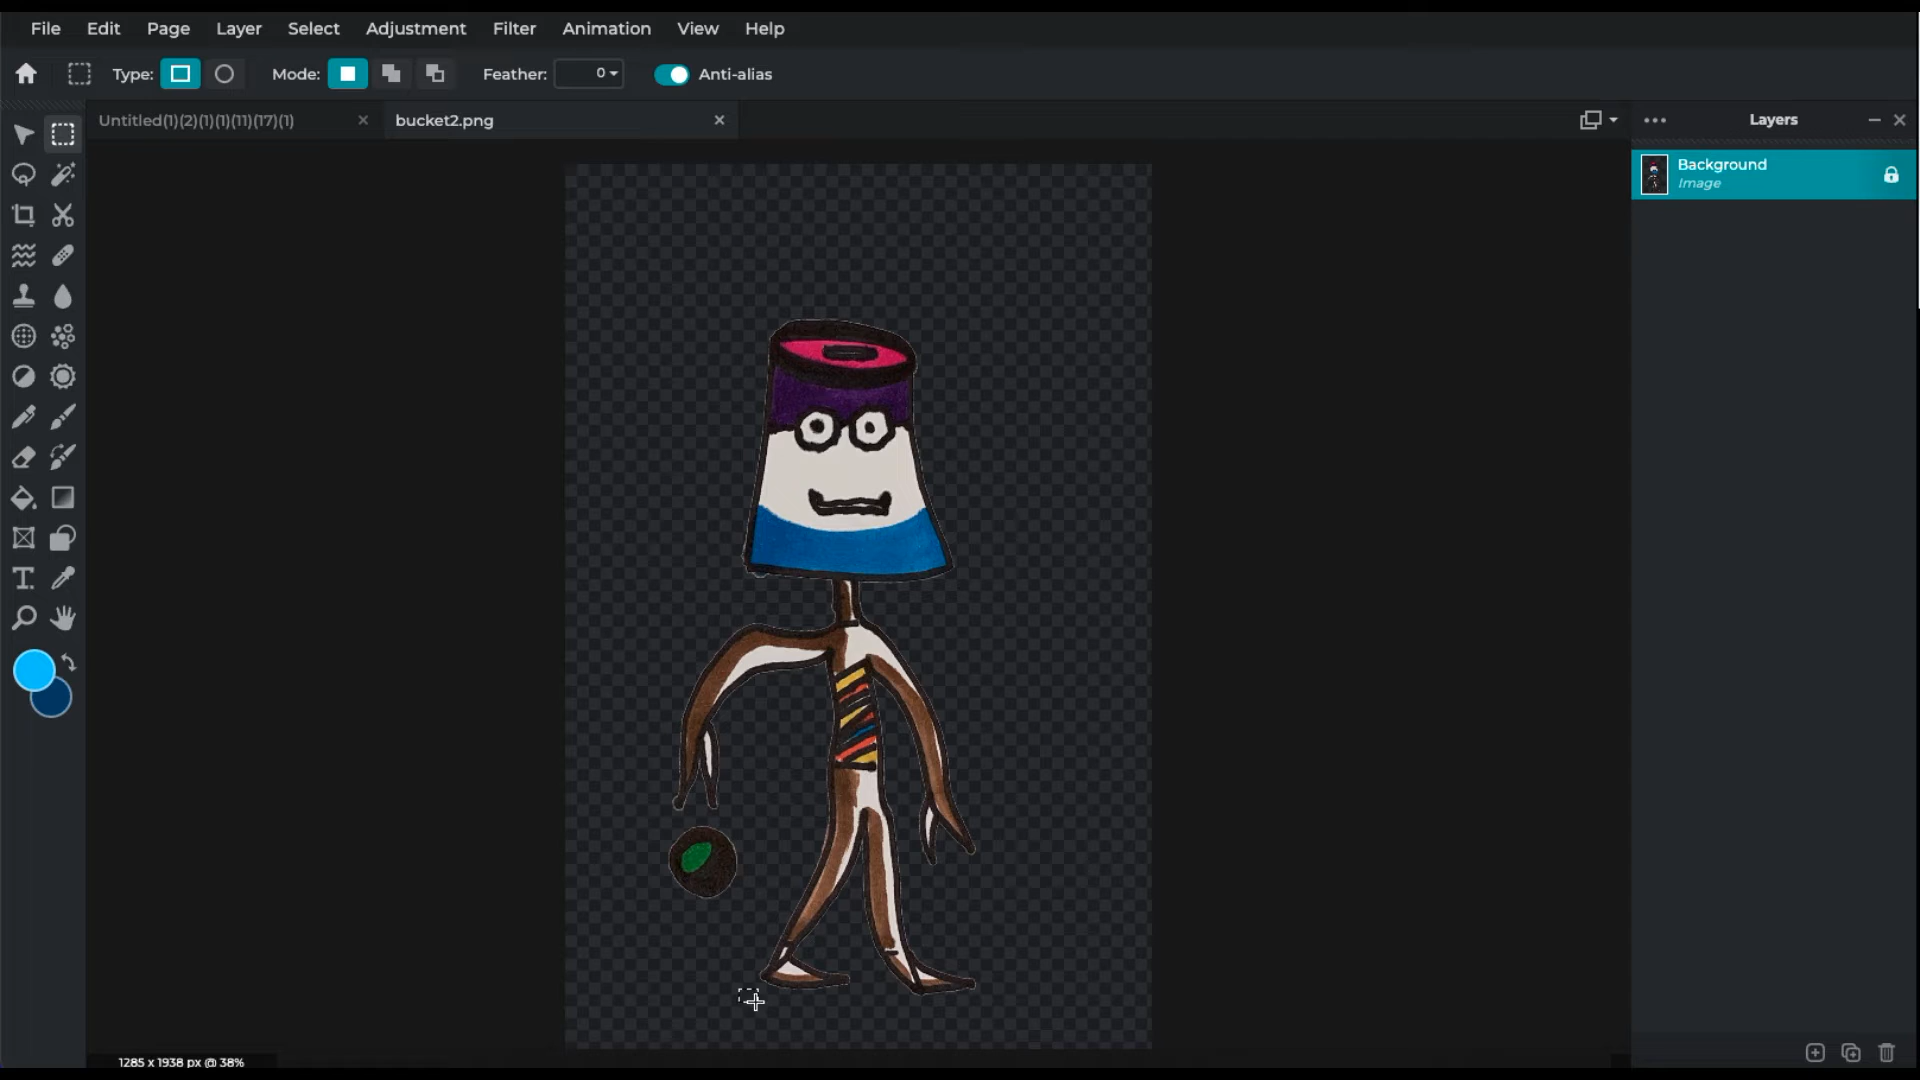 File Edit Page Layer Select Adjustment Filter Animation View Help
Type: Mode: Feather: 0 Anti-alias
Untitled(1)(2)(1)(1)(11)(17)(1) bucket2.png
Layers
Background
Image
1285 x 1938 px @ 38%